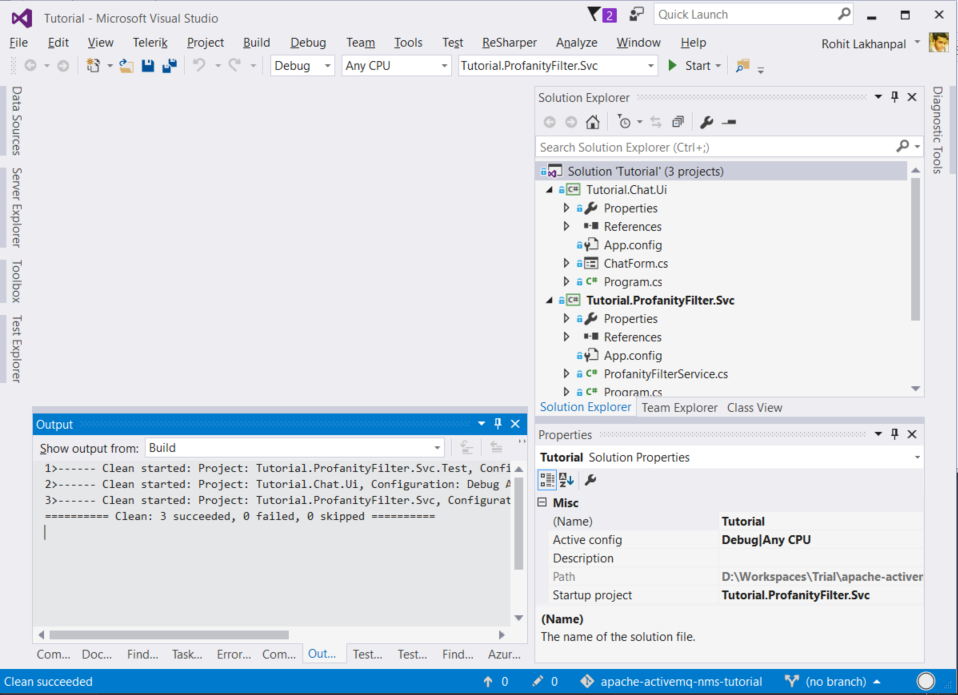 Tutorial - Microsoft Visual Studio
2
Quick Launch
File Edit View Telerik Project Build Debug Team Tools Test ReSharper Analyze Window Help Rohit Lakhanpal
Debug Any CPU Tutorial.ProfanityFilter.Svc Start
Data Sources
Server Explorer
Toolbox
Test Explorer
Solution Explorer
Search Solution Explorer (Ctrl+;)
Solution 'Tutorial' (3 projects)
C# Tutorial.Chat.Ui
Properties
References
App.config
ChatForm.cs
C# Program.cs
C# Tutorial.ProfanityFilter.Svc
Properties
References
App.config
C# ProfanityFilterService.cs
C# Program.cs
Solution Explorer Team Explorer Class View
Diagnostic Tools
Output
Show output from: Build
1>------ Clean started: Project: Tutorial.ProfanityFilter.Svc.Test, Confi
2>------ Clean started: Project: Tutorial.Chat.Ui, Configuration: Debug A
3>------ Clean started: Project: Tutorial.ProfanityFilter.Svc, Configurat
========== Clean: 3 succeeded, 0 failed, 0 skipped ==========
Com... Doc... Find... Task... Error... Com... Out... Test... Test... Find... Azur...
Properties
Tutorial Solution Properties
Misc
(Name) Tutorial
Active config Debug|Any CPU
Description
Path D:\Workspaces\Trial\apache-activer
Startup project Tutorial.ProfanityFilter.Svc
(Name)
The name of the solution file.
Clean succeeded 0 0 apache-activemq-nms-tutorial (no branch)